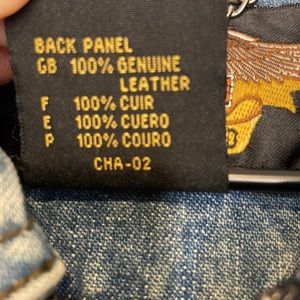 BACK PANEL
GB 100% GENUINE
LEATHER
F 100% CUIR
E 100% CUERO
P 100% COURO
CHA-02